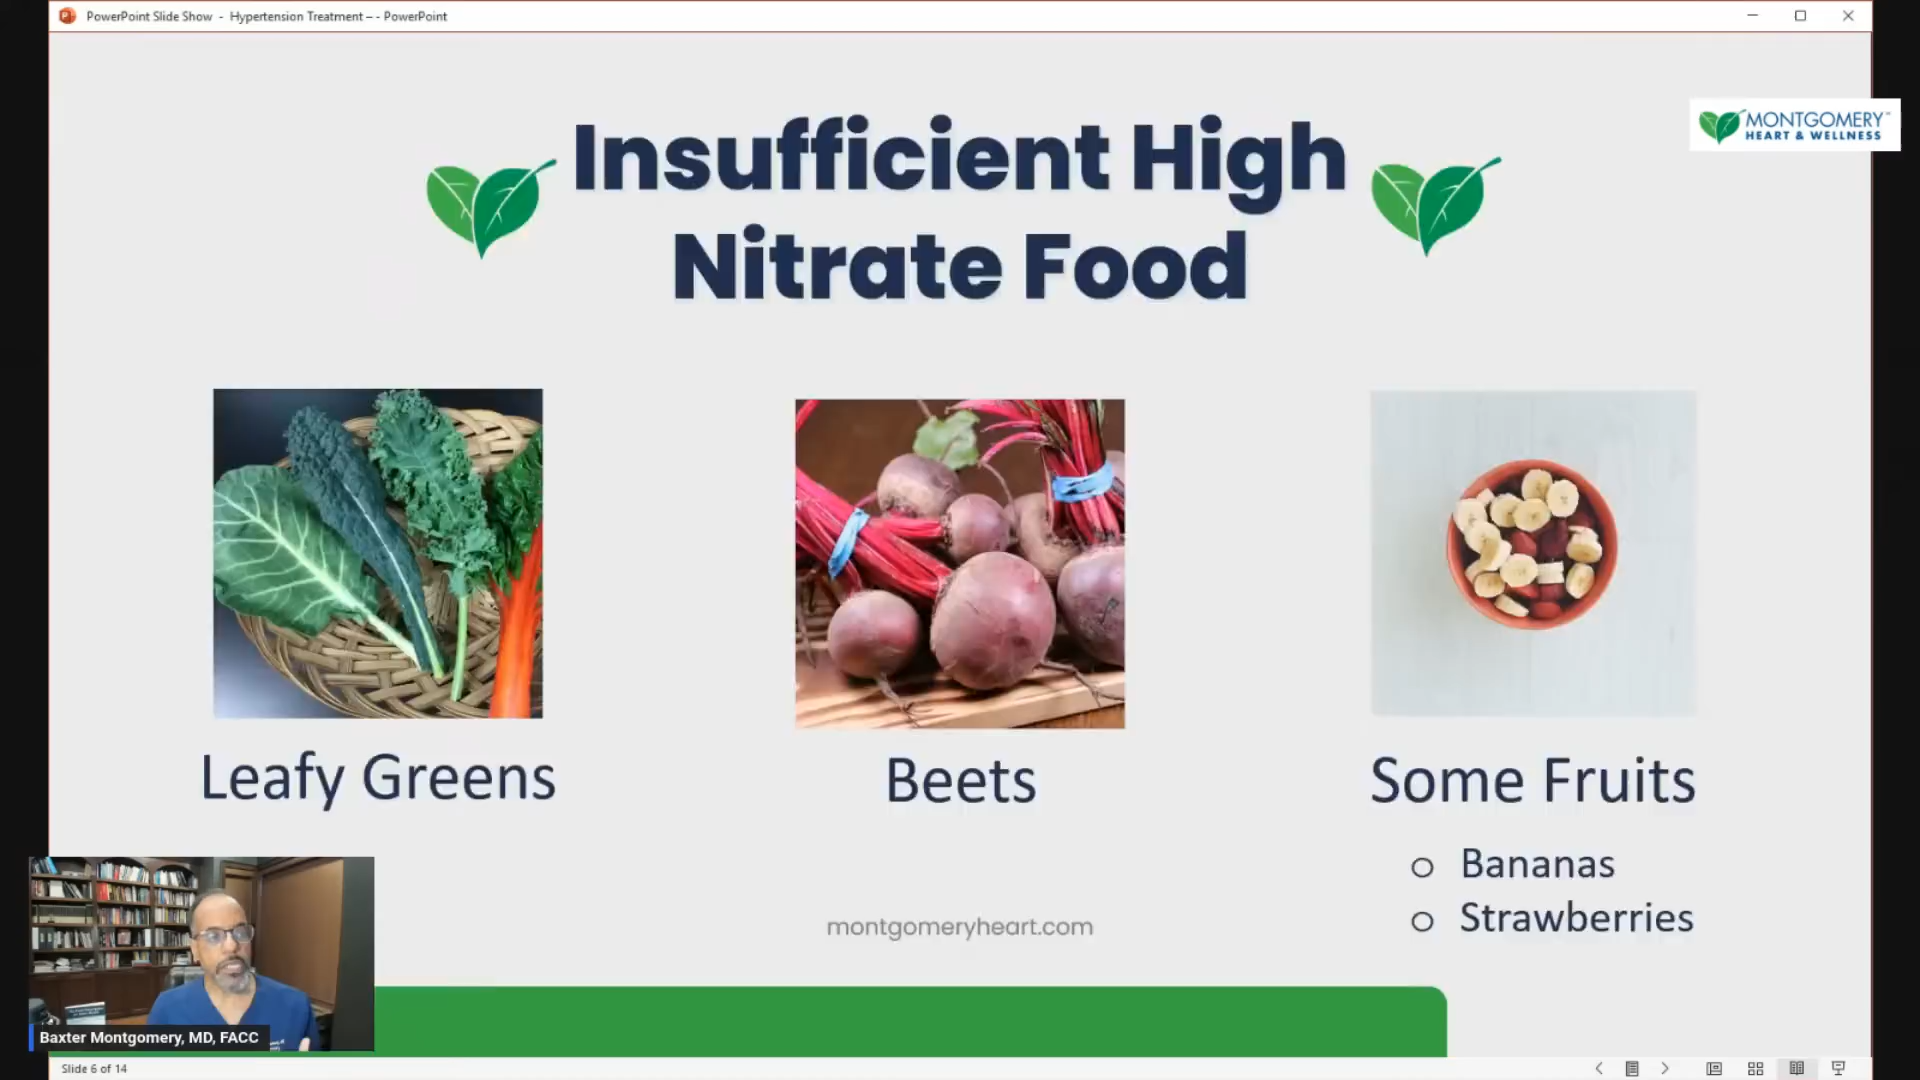 PowerPoint Slide Show - Hypertension Treatment – - PowerPoint
MONTGOMERY™
HEART & WELLNESS
Insufficient High
Nitrate Food
Leafy Greens
Beets
Some Fruits
o Bananas
o Strawberries
montgomeryheart.com
Baxter Montgomery, MD, FACC
Slide 6 of 14